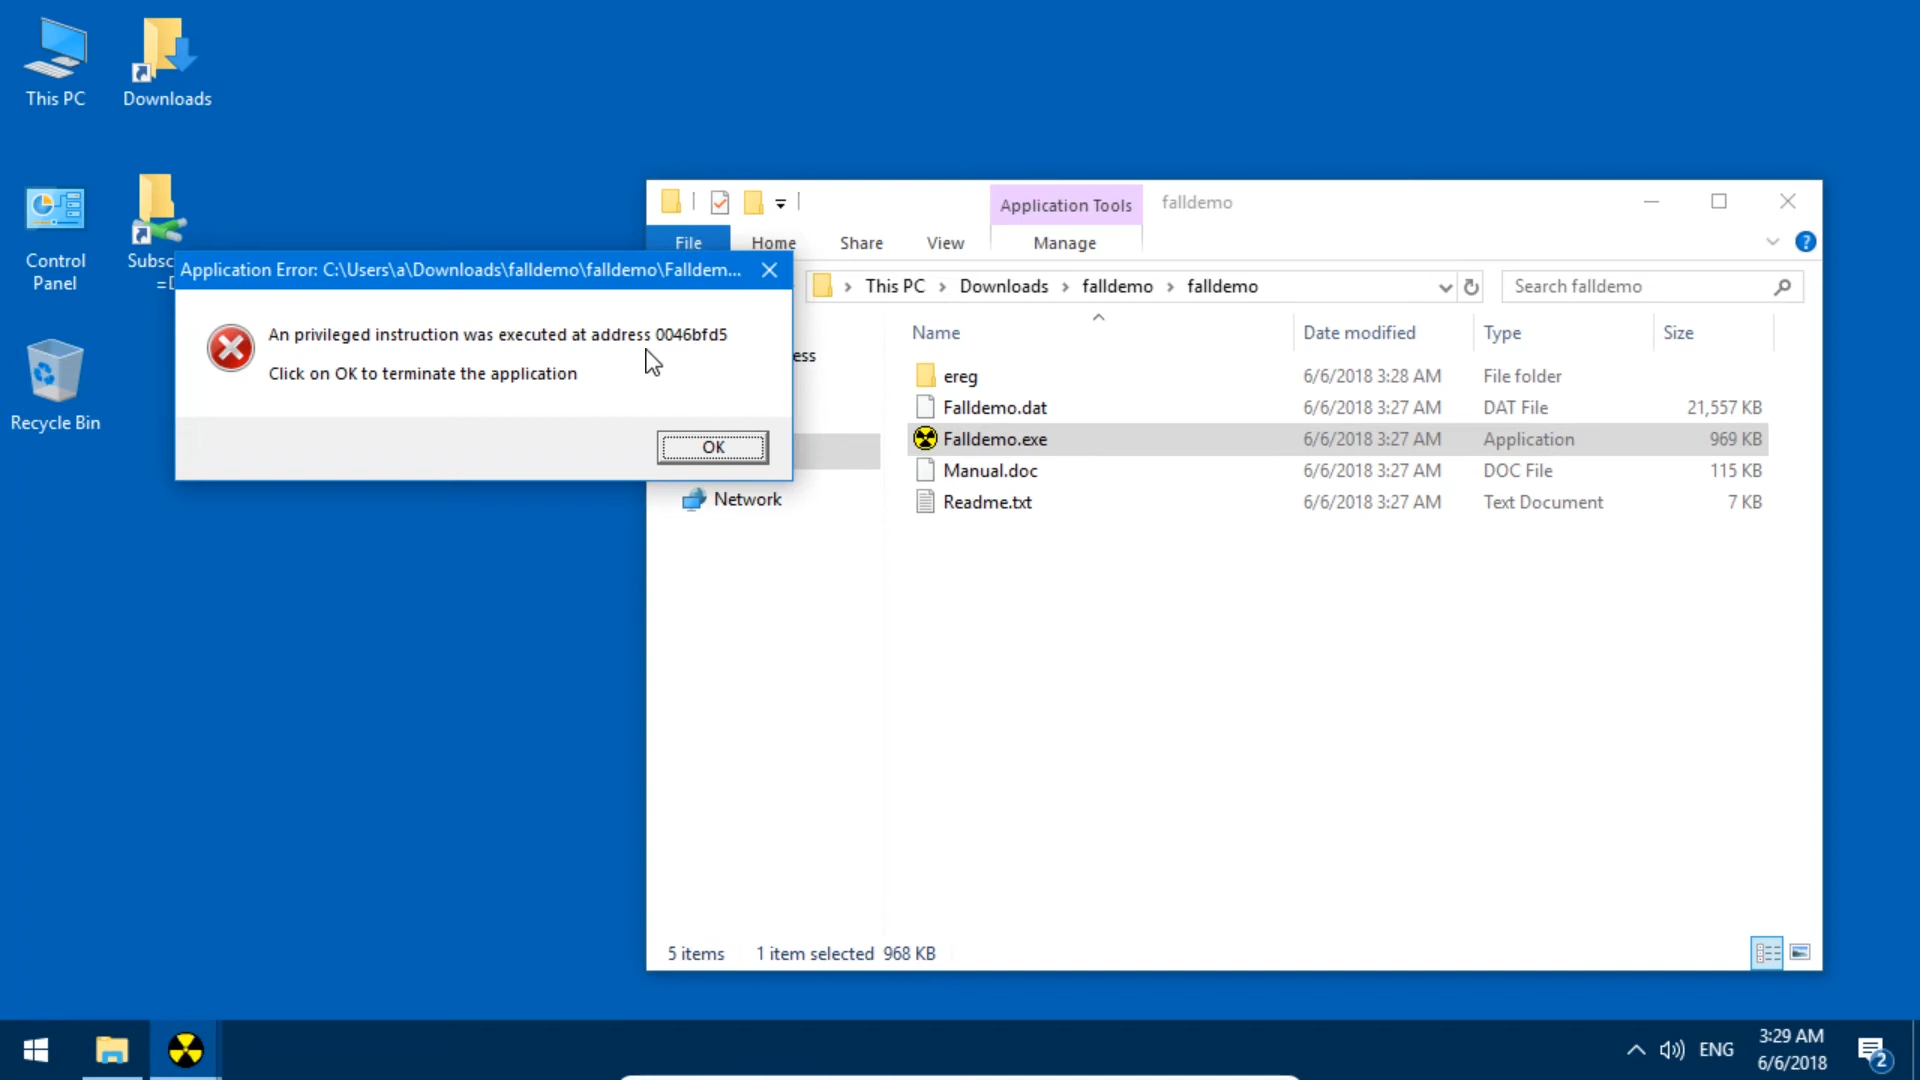 This PC
Downloads
Control
Panel
Subsc
=D
Recycle Bin
Application Tools
falldemo
File
Home
Share
View
Manage
This PC
Downloads
falldemo
falldemo
Search falldemo
Application Error: C:\Users\a\Downloads\falldemo\falldemo\Falldem...
An privileged instruction was executed at address 0046bfd5
Click on OK to terminate the application
OK
ess
Network
Name Date modified Type Size
ereg 6/6/2018 3:28 AM File folder
Falldemo.dat 6/6/2018 3:27 AM DAT File 21,557 KB
Falldemo.exe 6/6/2018 3:27 AM Application 969 KB
Manual.doc 6/6/2018 3:27 AM DOC File 115 KB
Readme.txt 6/6/2018 3:27 AM Text Document 7 KB
5 items 1 item selected 968 KB
ENG
3:29 AM
6/6/2018
2